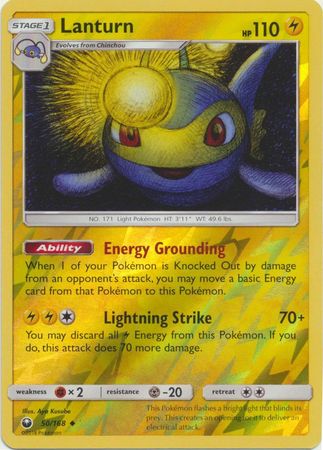 STAGE 1
Lanturn
HP 110
Evolves from Chinchou
NO. 171 Light Pokémon HT: 3'11" WT: 49.6 lbs.
Ability Energy Grounding
When 1 of your Pokémon is Knocked Out by damage
from an opponent's attack, you may move a basic Energy
card from that Pokémon to this Pokémon.
Lightning Strike 70+
You may discard all Energy from this Pokémon. If
you do, this attack does 70 more damage.
weakness × 2 resistance -20 retreat
Illus. Aya Kusube
50/168
©2018 Pokémon
This Pokémon flashes a bright light that blinds its
prey. This creates an opening for it to deliver an
electrical attack.